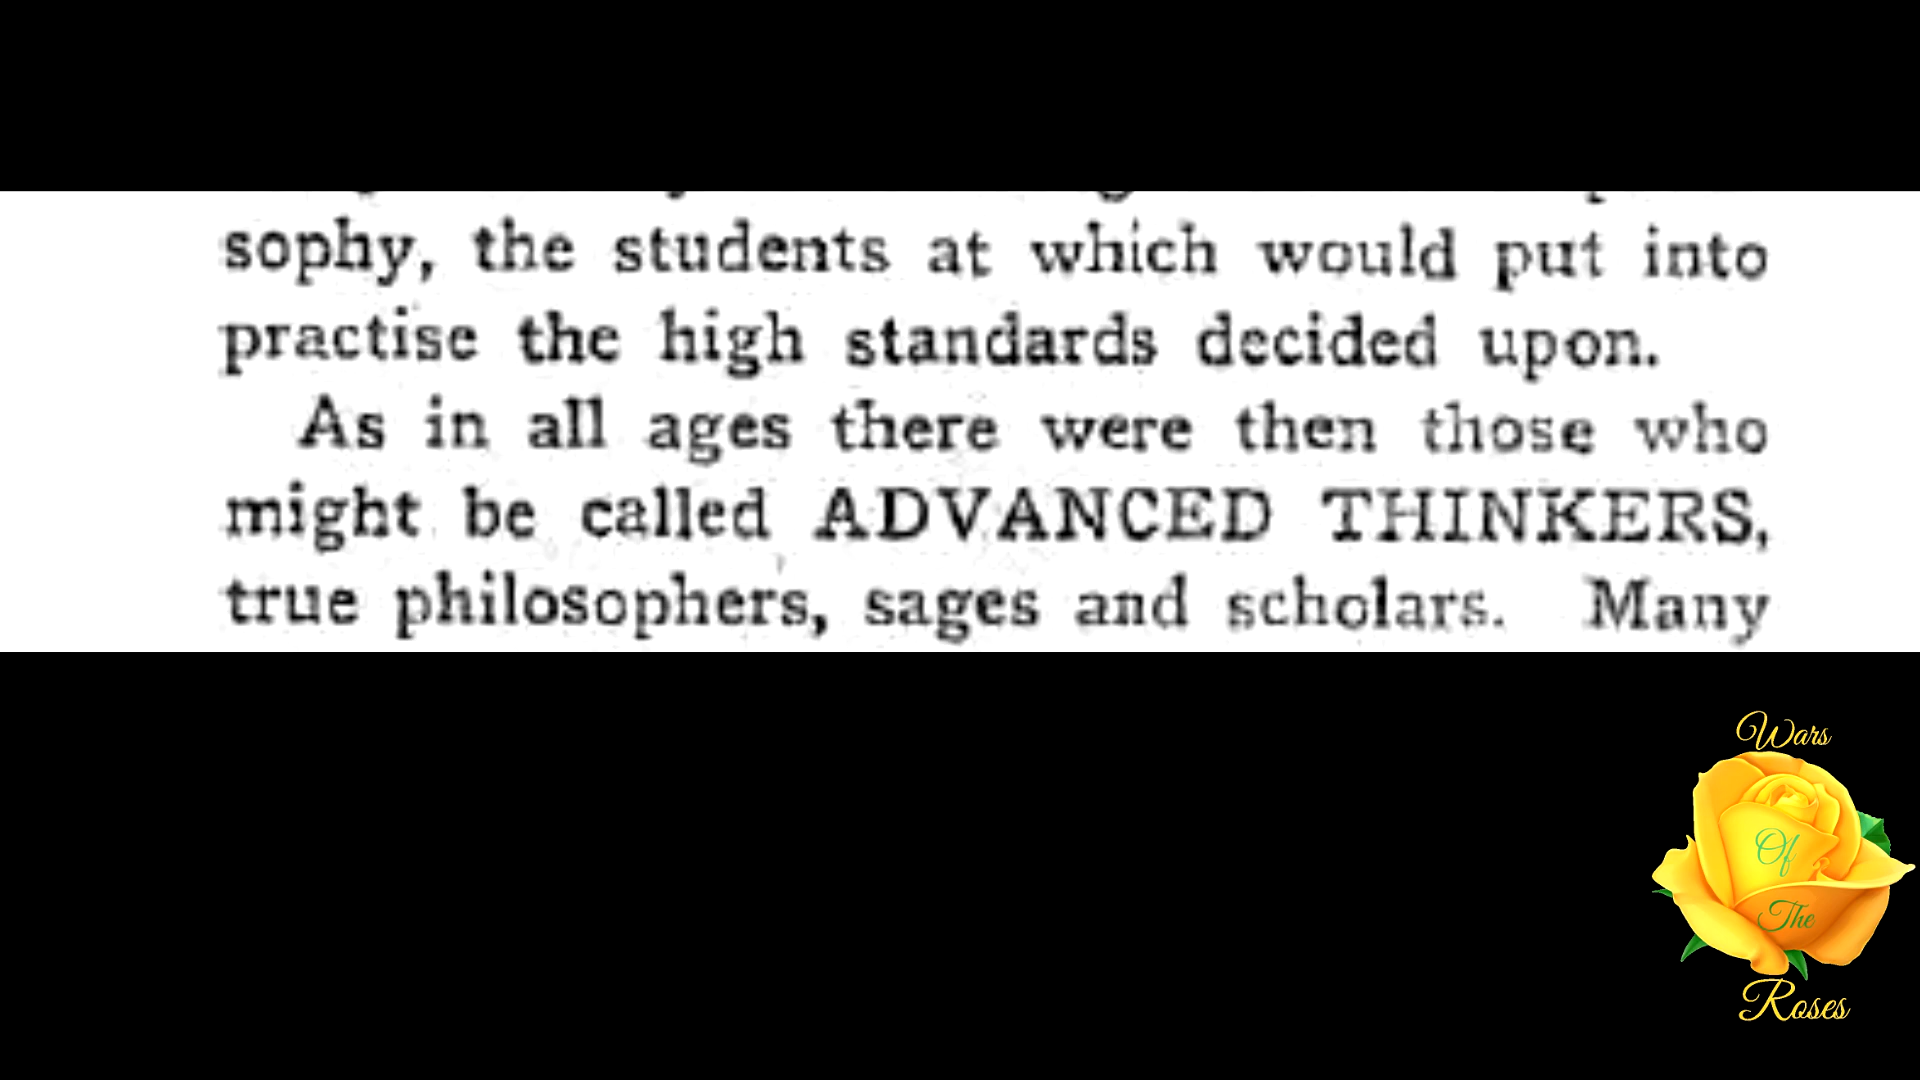 sophy, the students at which would put into
practise the high standards decided upon.
As in all ages there were then those who
might be called ADVANCED THINKERS,
true philosophers, sages and scholars. Many
Wars
Of
The
Roses